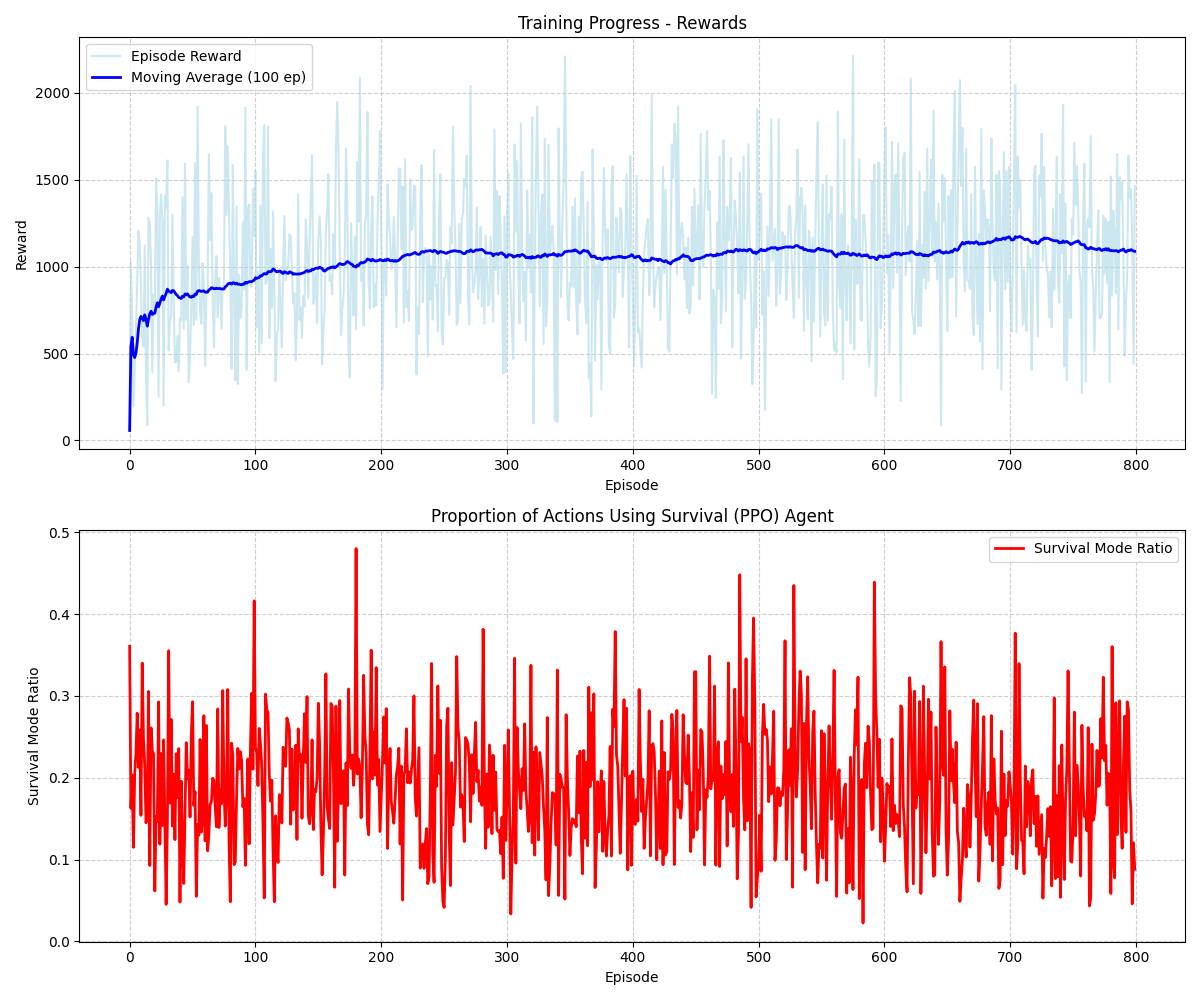 Training Progress - Rewards
Episode Reward
Moving Average (100 ep)
Reward
2000
1500
1000
500
0
0 100 200 300 400 500 600 700 800
Episode
Proportion of Actions Using Survival (PPO) Agent
Survival Mode Ratio
Survival Mode Ratio
0.5
0.4
0.3
0.2
0.1
0.0
0 100 200 300 400 500 600 700 800
Episode